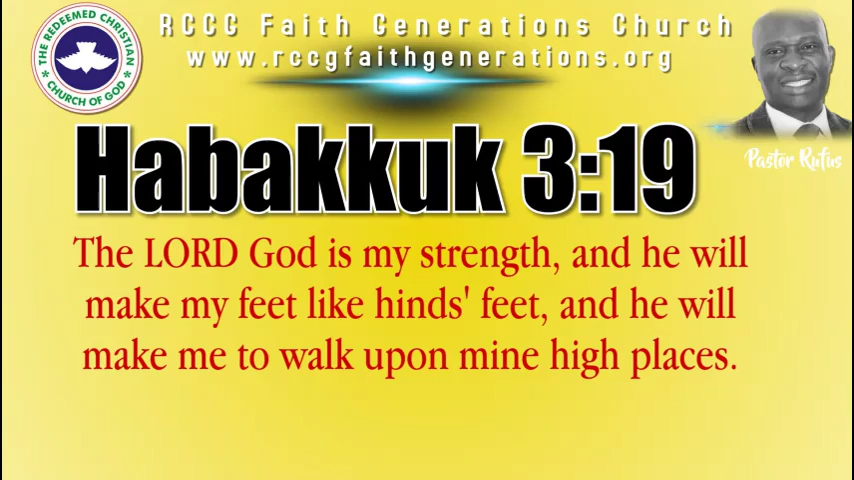 RCCG Faith Generations Church
www.rccgfaithgenerations.org
THE REDEEMED CHRISTIAN
CHURCH OF GOD
Pastor Rufus
Habakkuk 3:19
The LORD God is my strength, and he will
make my feet like hinds' feet, and he will
make me to walk upon mine high places.